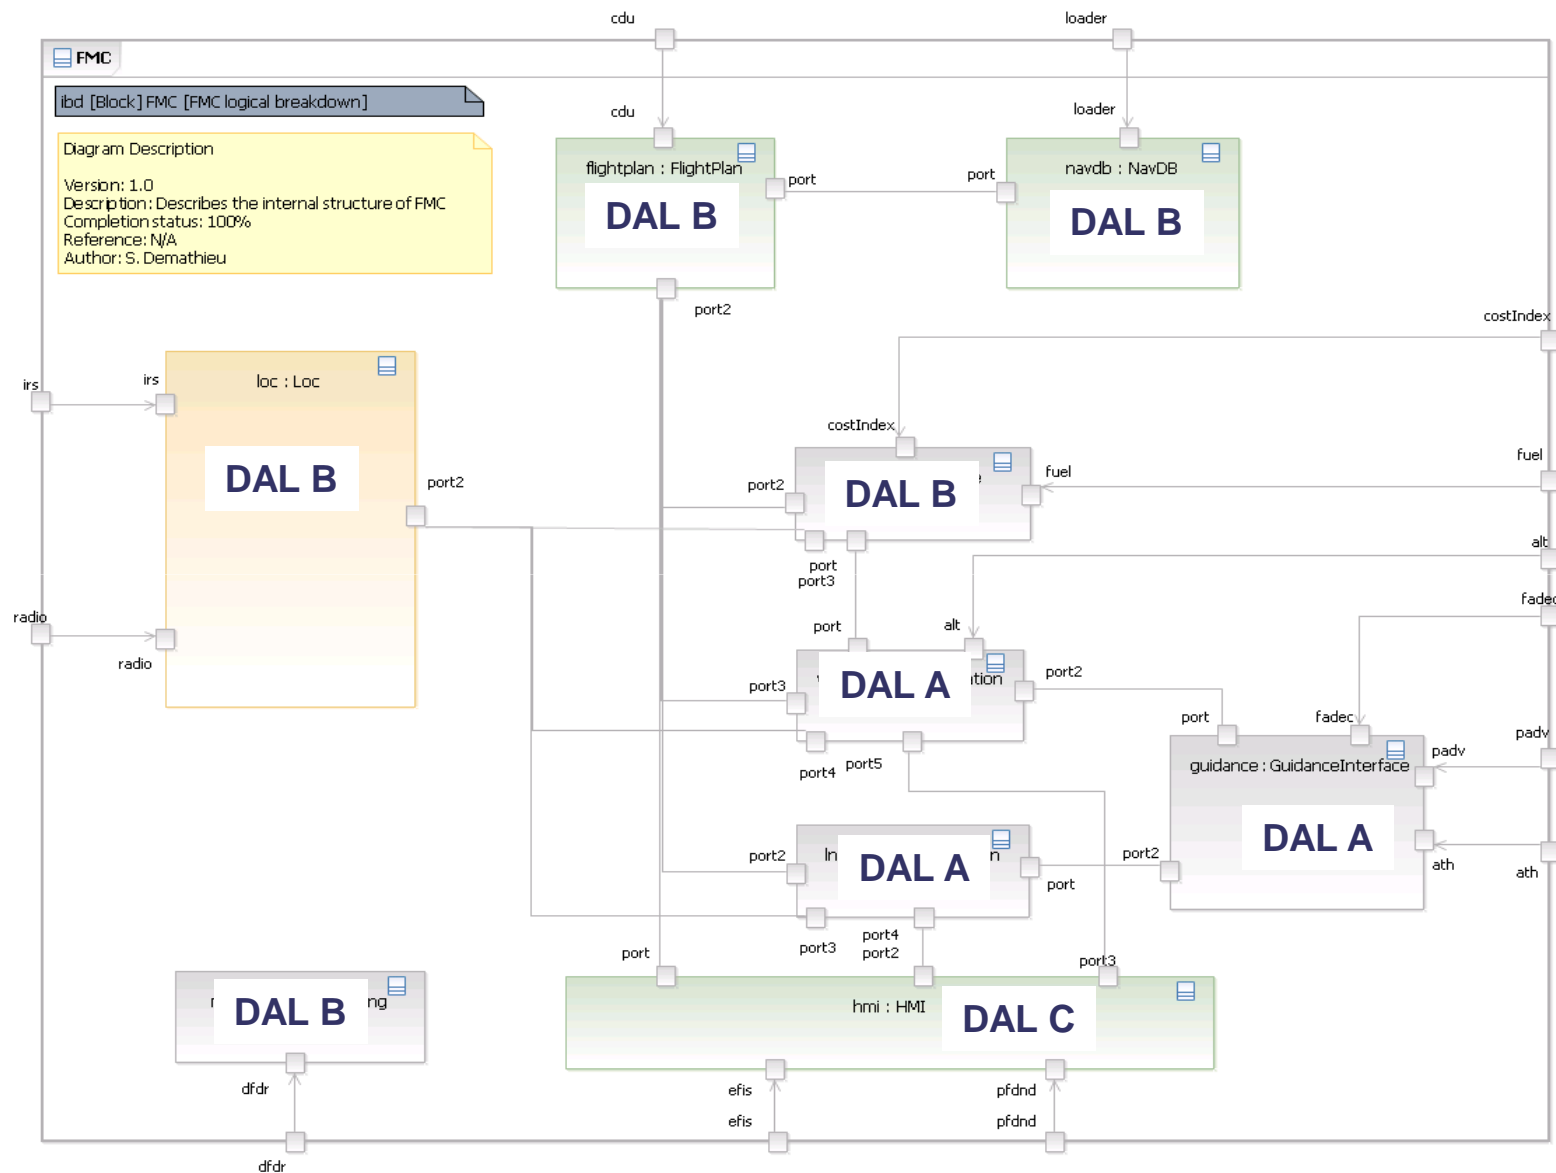 cdu
loader
FMC
ibd [Block] FMC [FMC logical breakdown]
cdu
loader
Diagram Description
Version: 1.0
Description: Describes the internal structure of FMC
Completion status: 100%
Reference: N/A
Author: S. Demathieu
flightplan : FlightPlan
DAL B
port
port
navdb : NavDB
DAL B
port2
costIndex
irs
irs
loc : Loc
DAL B
port2
radio
radio
costIndex
port2
DAL B
fuel
fuel
port
port3
alt
fadec
port
alt
port3
DAL A
tion
port2
port4
port5
port
fadec
padv
padv
guidance : GuidanceInterface
DAL A
port2
ath
ath
port2
ln
DAL A
n
port
port3
port4
port2
port
port3
DAL B
ng
hmi : HMI
DAL C
dfdr
efis
pfdnd
efis
pfdnd
dfdr